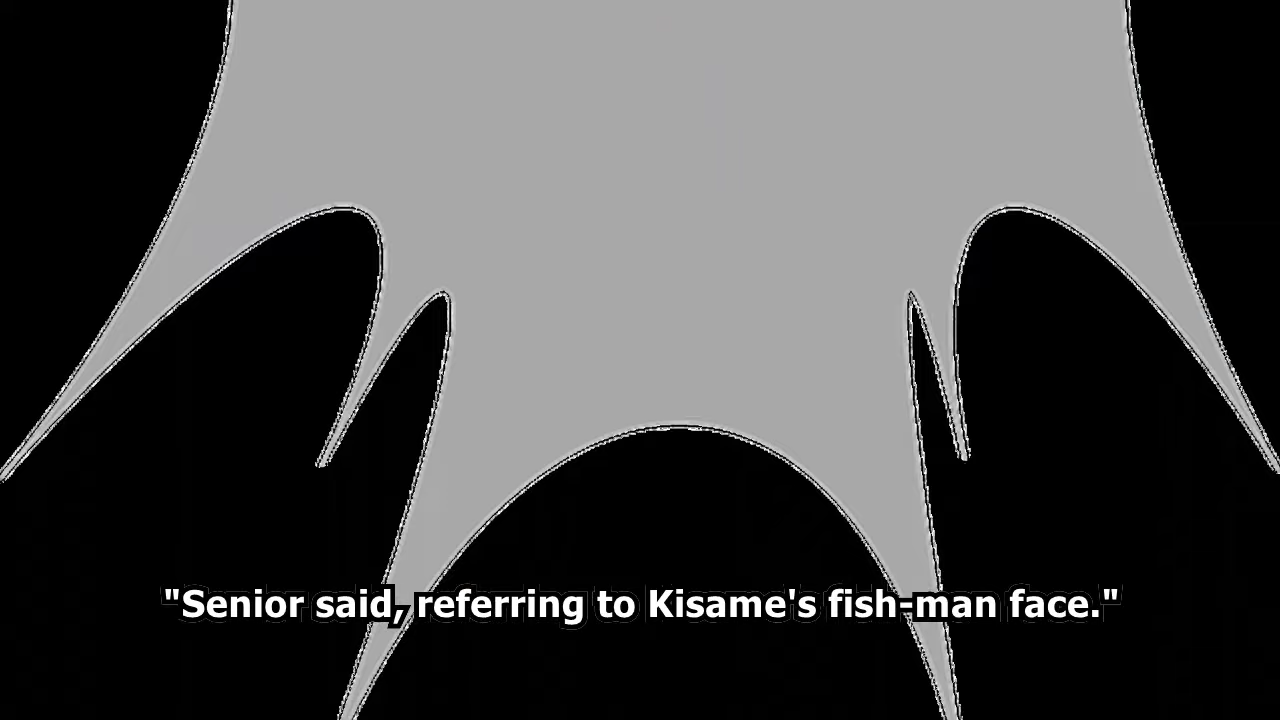 "Senior said, referring to Kisame's fish-man face."